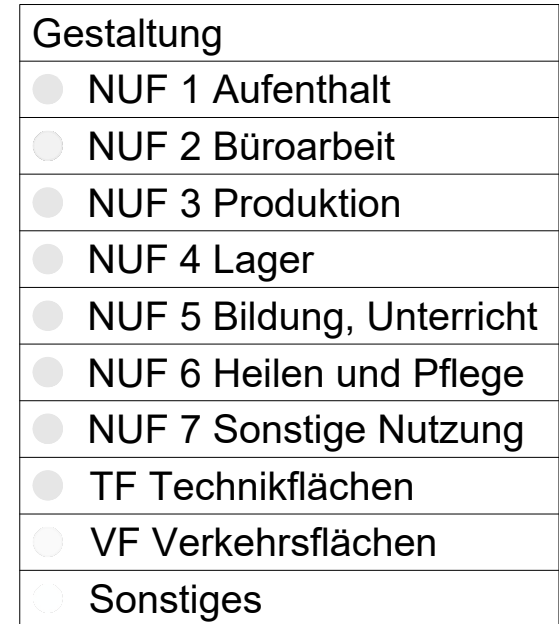 Gestaltung
NUF 1 Aufenthalt
NUF 2 Büroarbeit
NUF 3 Produktion
NUF 4 Lager
NUF 5 Bildung, Unterricht
NUF 6 Heilen und Pflege
NUF 7 Sonstige Nutzung
TF Technikflächen
VF Verkehrsflächen
Sonstiges